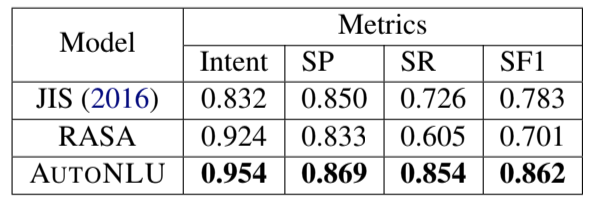 Model Metrics
Intent SP SR SF1
JIS (2016) 0.832 0.850 0.726 0.783
RASA 0.924 0.833 0.605 0.701
AUTONLU 0.954 0.869 0.854 0.862